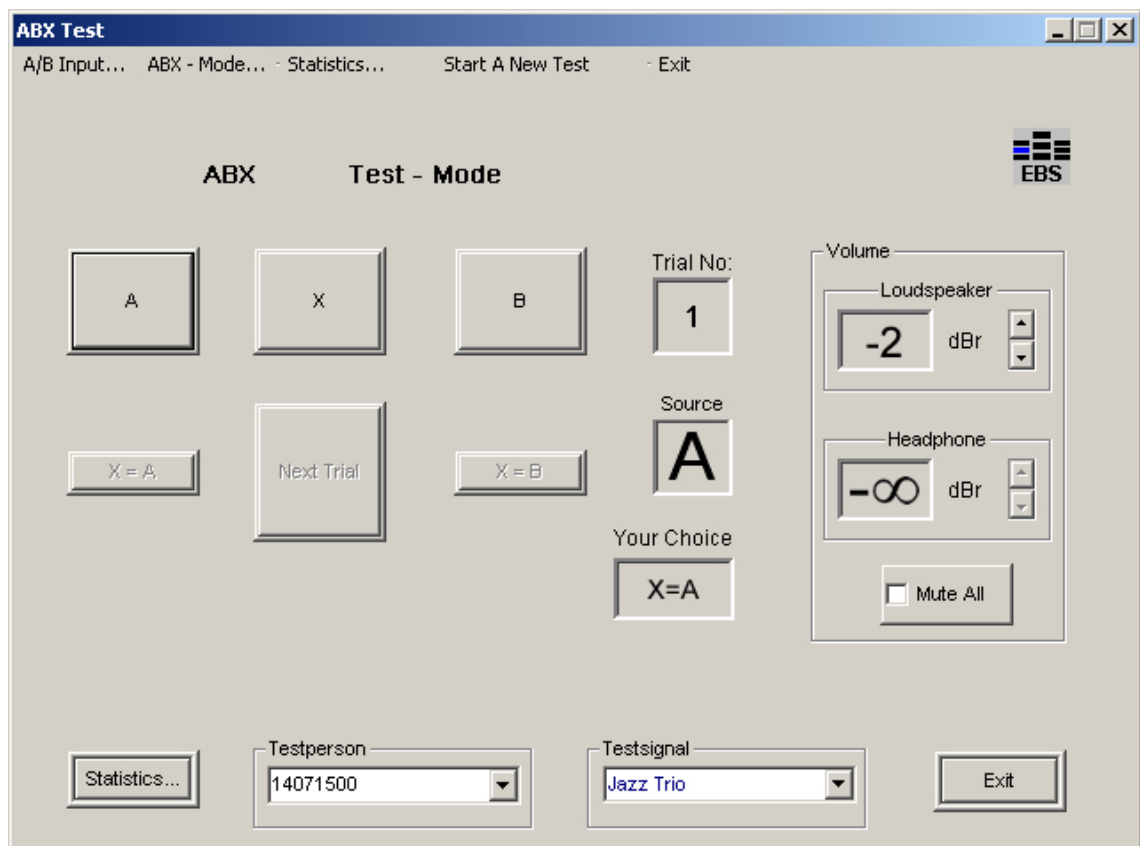 ABX Test
A/B Input... ABX - Mode... - Statistics... Start A New Test - Exit
ABX Test - Mode
EBS
A
X
B
Trial No:
1
Volume
Loudspeaker
-2 dBr
X = A
Next Trial
X = B
Source
A
Headphone
-∞ dBr
Your Choice
X=A
Mute All
Statistics...
Testperson
14071500
Testsignal
Jazz Trio
Exit